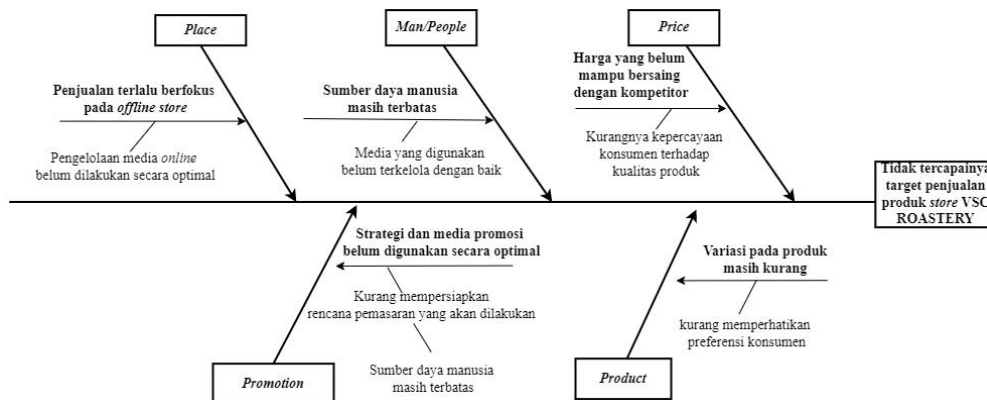 Place
Man/People
Price
Penjualan terlalu berfokus
pada offline store
Pengelolaan media online
belum dilakukan secara optimal
Sumber daya manusia
masih terbatas
Media yang digunakan
belum terkelola dengan baik
Harga yang belum
mampu bersaing
dengan kompetitor
Kurangnya kepercayaan
konsumen terhadap
kualitas produk
Tidak tercapainya
target penjualan
produk store VSC
ROASTERY
Strategi dan media promosi
belum digunakan secara optimal
Kurang mempersiapkan
rencana pemasaran yang akan dilakukan
Sumber daya manusia
masih terbatas
Promotion
Variasi pada produk
masih kurang
kurang memperhatikan
preferensi konsumen
Product